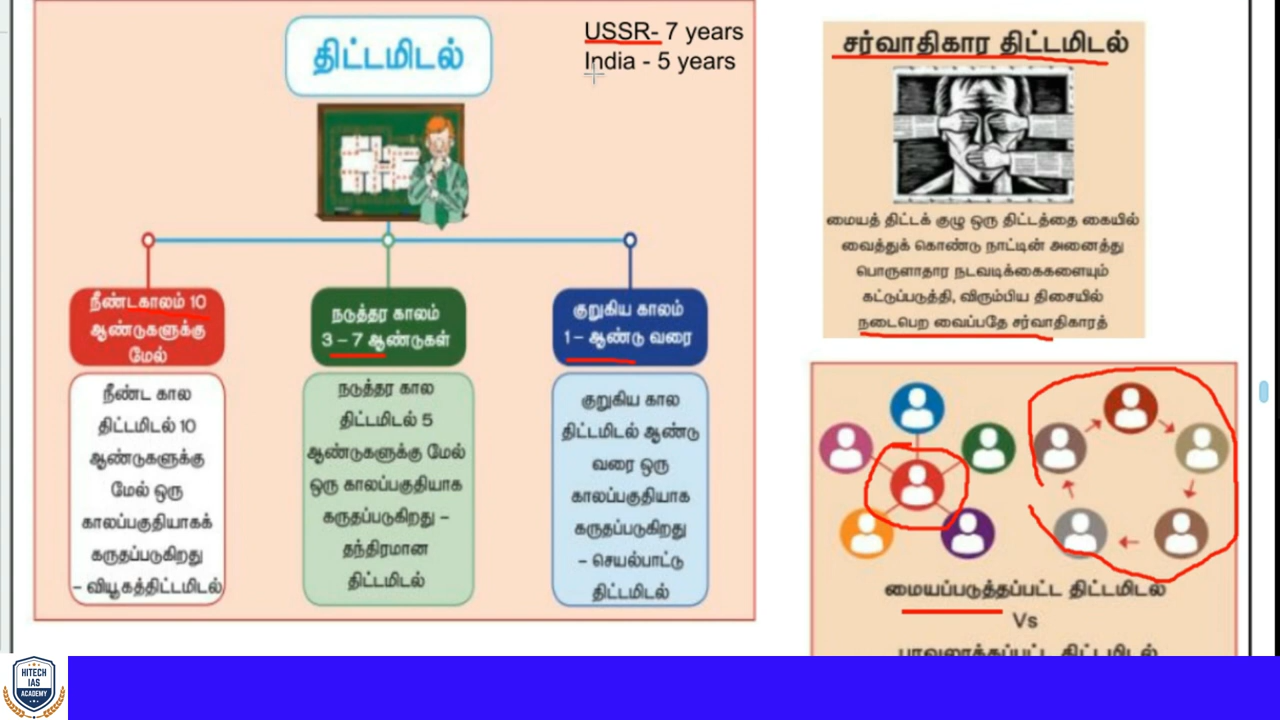 திட்டமிடல்
USSR- 7 years
India - 5 years
நீண்டகாலம் 10
ஆண்டுகளுக்கு
மேல்
நடுத்தர காலம்
3 – 7 ஆண்டுகள்
குறுகிய காலம்
1 – ஆண்டு வரை
நீண்ட கால
திட்டமிடல் 10
ஆண்டுகளுக்கு
மேல் ஒரு
காலப்பகுதியாகக்
கருதப்படுகிறது
– வியூகத்திட்டமிடல்
நடுத்தர கால
திட்டமிடல் 5
ஆண்டுகளுக்கு மேல்
ஒரு காலப்பகுதியாக
கருதப்படுகிறது –
தந்திரமான
திட்டமிடல்
குறுகிய கால
திட்டமிடல் ஆண்டு
வரை ஒரு
காலப்பகுதியாக
கருதப்படுகிறது
– செயல்பாட்டு
திட்டமிடல்
சர்வாதிகார திட்டமிடல்
மையத் திட்டக் குழு ஒரு திட்டத்தை கையில்
வைத்துக் கொண்டு நாட்டின் அனைத்து
பொருளாதார நடவடிக்கைகளையும்
கட்டுப்படுத்தி, விரும்பிய திசையில்
நடைபெற வைப்பதே சர்வாதிகாரத்
மையப்படுத்தப்பட்ட திட்டமிடல்
Vs
திட்டமிடல்
HITECH
IAS
ACADEMY